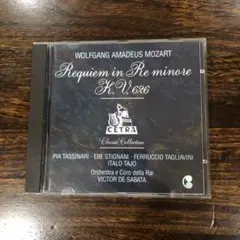 WOLFGANG AMADEUS MOZART
Requiem in Re minore
K.V. 626
CETRA
Classic Collection
PIA TASSINARI - EBE STIGNANI - FERRUCCIO TAGLIAVINI
ITALO TAJO
Orchestra e Coro della Rai
VICTOR DE SABATA